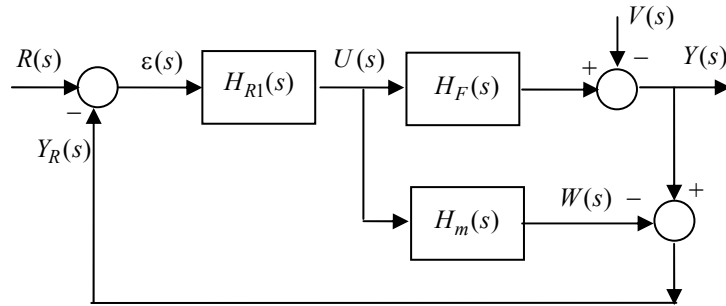 V(s)
R(s) ε(s) U(s) Y(s)
+ −
H_{R1}(s) H_F(s)
−
Y_R(s)
W(s) − +
H_m(s)